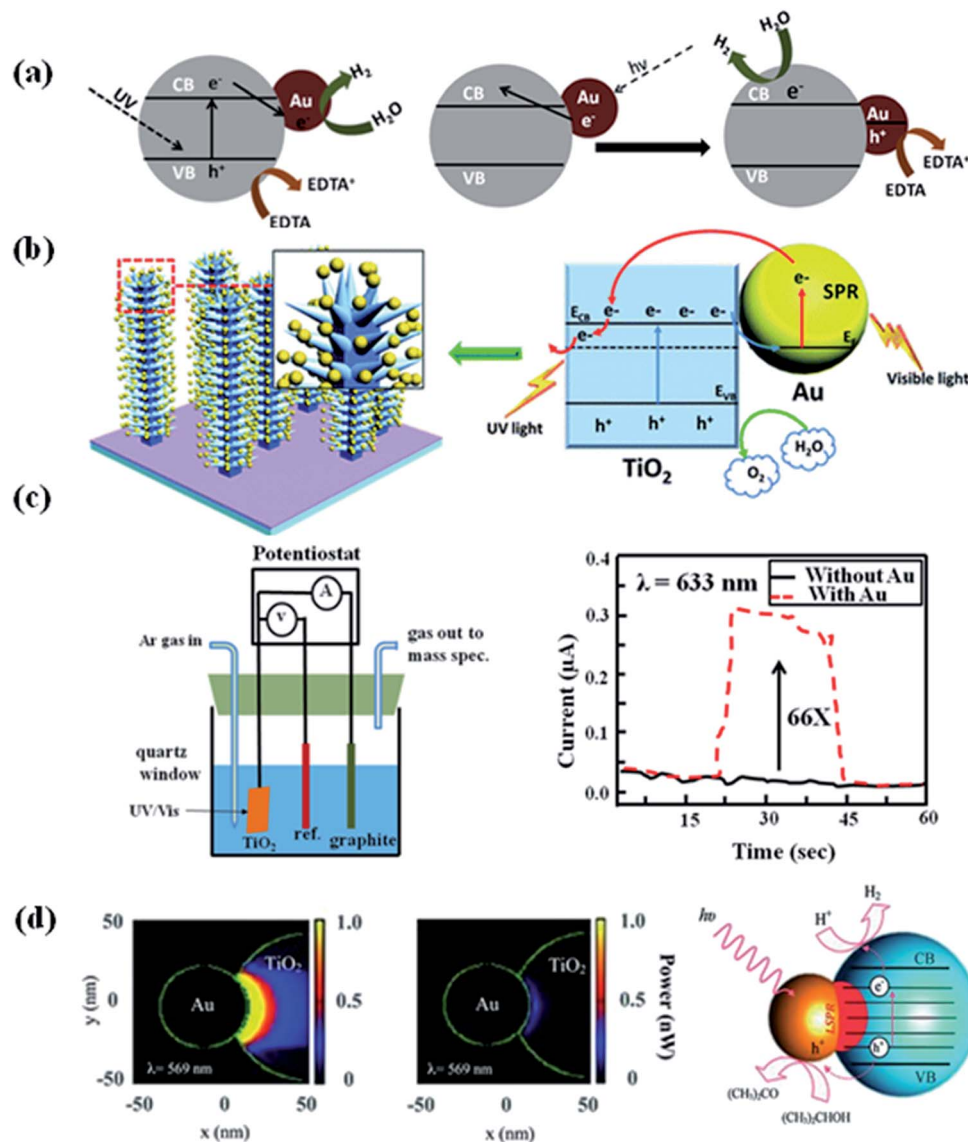 (a)
CB
e⁻
Au
e⁻
H₂
H₂O
UV
VB
h⁺
EDTA⁺
EDTA
CB
Au
e⁻
hν
VB
H₂
H₂O
CB
e⁻
Au
h⁺
VB
EDTA⁺
EDTA
(b)
e-
SPR
E_CB e- e- e- e-
e-
E_f
Au
Visible light
E_VB
UV light
h⁺ h⁺ h⁺
TiO₂
H₂O
O₂
(c)
Potentiostat
A
v
Ar gas in
gas out to
mass spec.
quartz
window
UV/Vis
TiO₂
ref.
graphite
0.4
λ = 633 nm
Without Au
With Au
0.3
Current (µA)
0.2
66X
0.1
0.0
15 30 45 60
Time (sec)
(d)
50
y (nm)
0
-50
TiO₂
Au
λ= 569 nm
-50 0 50
x (nm)
1.0
0.5
0
TiO₂
Au
λ= 569 nm
-50 0 50
x (nm)
1.0
0.5
0
Power (nW)
hυ
H⁺
H₂
CB
e⁻
LSPR
h⁺
h⁺
VB
(CH₃)₂CO
(CH₃)₂CHOH